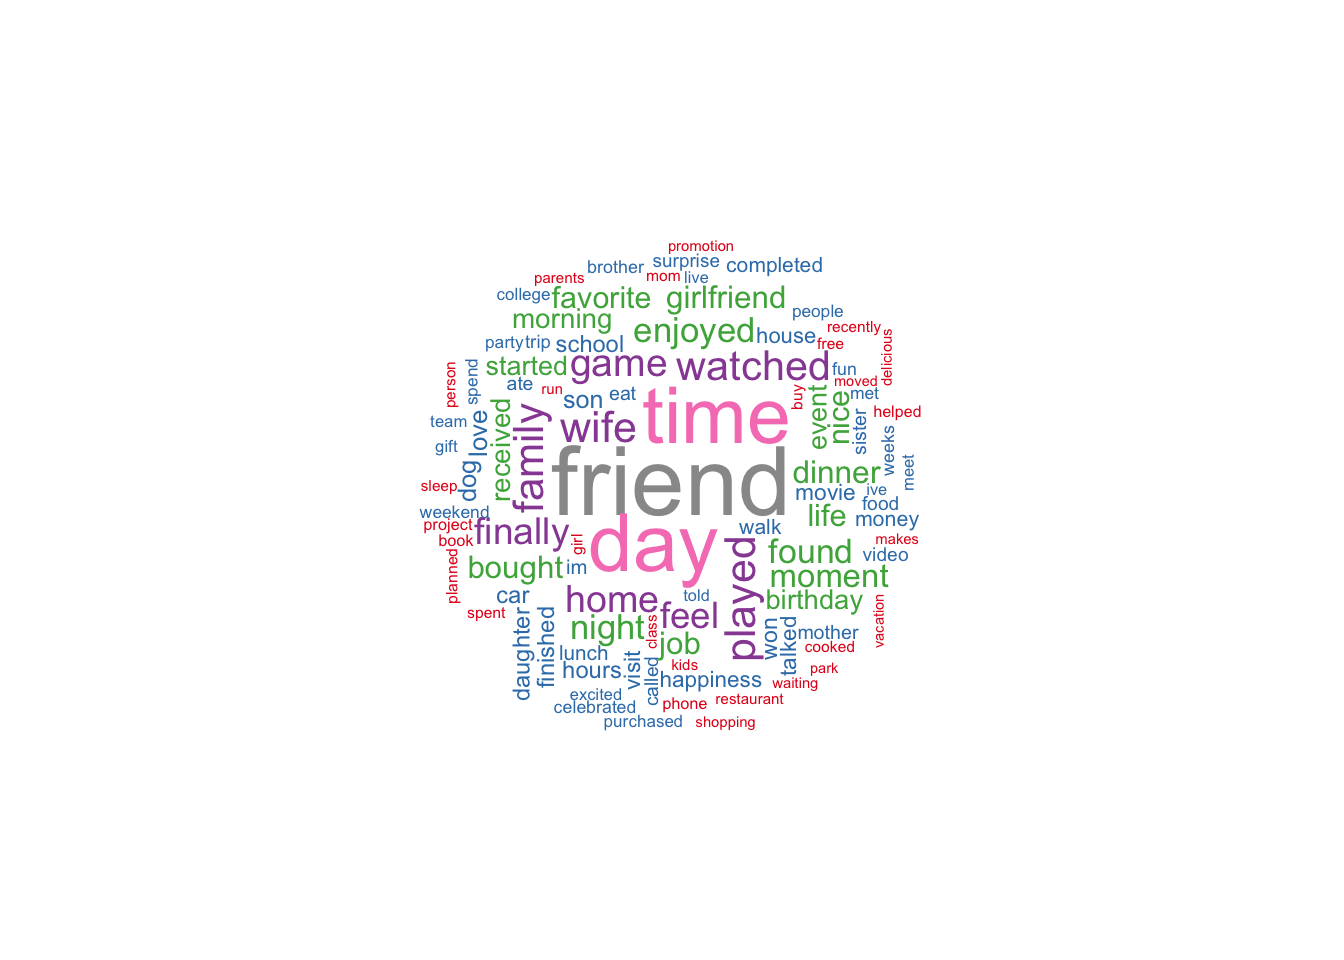 promotion
brother
surprise
completed
parents
mom
live
college
favorite
girlfriend
people
morning
enjoyed
house
recently
party
trip
school
free
delicious
started
game
watched
fun
person
spend
ate
run
son
eat
buy
moved
met
team
love
received
family
wife
time
event
nice
sister
helped
gift
dog
friend
dinner
weeks
meet
sleep
movie
ive
weekend
food
project
finally
girl
day
walk
life
money
book
found
makes
planned
bought
im
played
moment
video
car
home
told
birthday
spent
night
feel
class
vacation
daughter
finished
job
won
talked
mother
lunch
cooked
hours
visit
called
kids
park
happiness
waiting
excited
phone
restaurant
celebrated
purchased
shopping